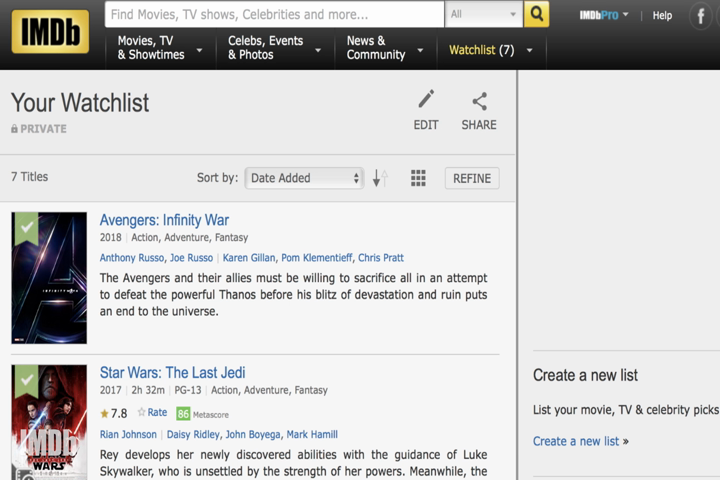 IMDb
Find Movies, TV shows, Celebrities and more...
All
IMDbPro
Help
f
Movies, TV
& Showtimes
Celebs, Events
& Photos
News &
Community
Watchlist (7)
Your Watchlist
PRIVATE
EDIT
SHARE
7 Titles
Sort by:
Date Added
REFINE
Avengers: Infinity War
2018 | Action, Adventure, Fantasy
Anthony Russo, Joe Russo | Karen Gillan, Pom Klementieff, Chris Pratt
The Avengers and their allies must be willing to sacrifice all in an attempt
to defeat the powerful Thanos before his blitz of devastation and ruin puts
an end to the universe.
Star Wars: The Last Jedi
2017 | 2h 32m | PG-13 | Action, Adventure, Fantasy
7.8 Rate 86 Metascore
Rian Johnson | Daisy Ridley, John Boyega, Mark Hamill
Rey develops her newly discovered abilities with the guidance of Luke
Skywalker, who is unsettled by the strength of her powers. Meanwhile, the
IMDb
WARS
Create a new list
List your movie, TV & celebrity picks
Create a new list »